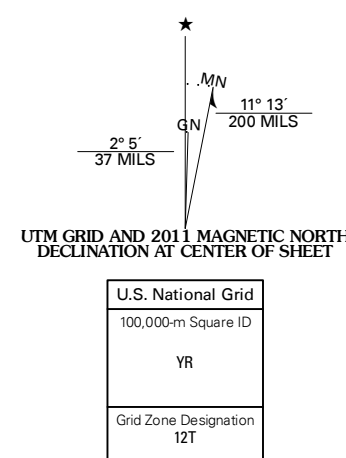 ★
MN
GN
11° 13´
200 MILS
2° 5´
37 MILS
UTM GRID AND 2011 MAGNETIC NORTH
DECLINATION AT CENTER OF SHEET
U.S. National Grid
100,000-m Square ID
YR
Grid Zone Designation
12T